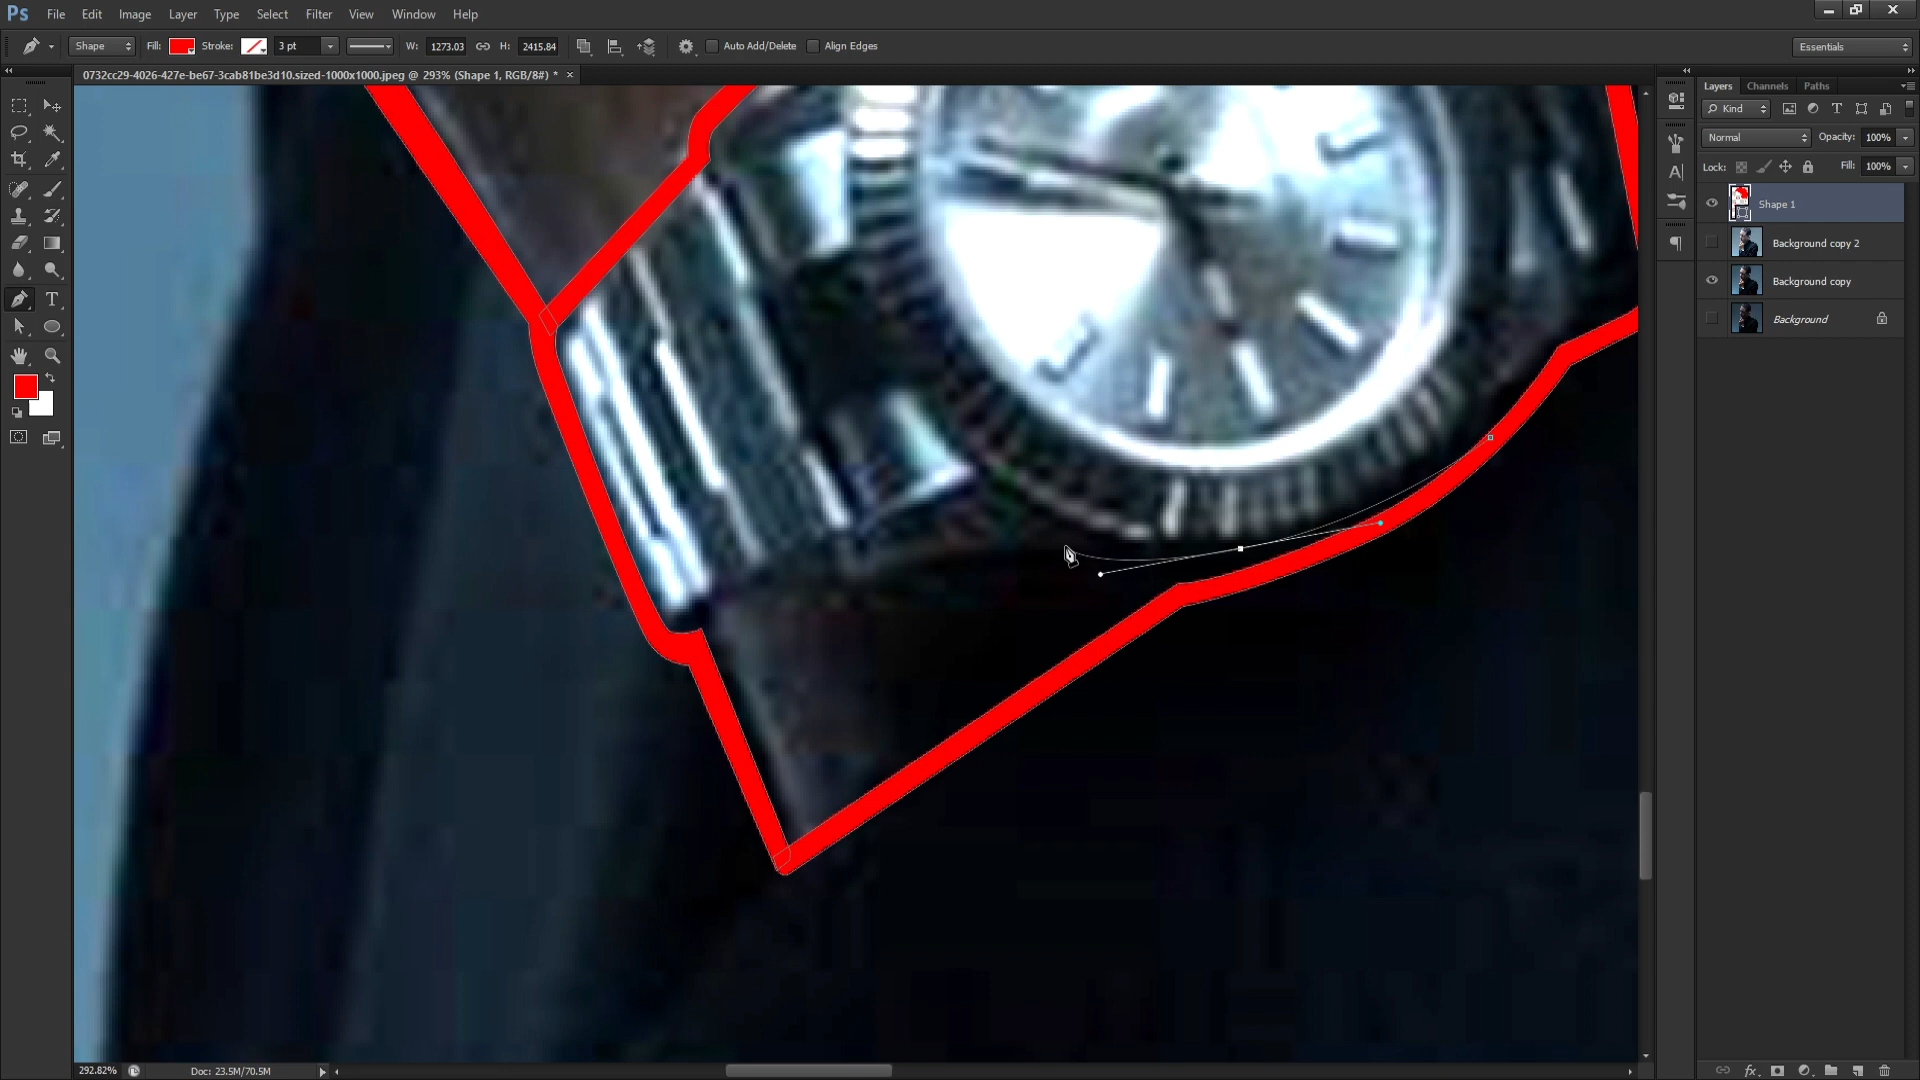 Ps File Edit Image Layer Type Select Filter View Window Help
Shape Fill: Stroke: 3 pt W: 1273.03 H: 2415.84 Auto Add/Delete Align Edges Essentials
0732cc29-4026-427e-be67-3cab81be3d10.sized-1000x1000.jpeg @ 293% (Shape 1, RGB/8#) * ×
Layers Channels Paths
Kind
Normal Opacity: 100%
Lock: Fill: 100%
Shape 1
Background copy 2
Background copy
Background
292.82% Doc: 23.5M/70.5M